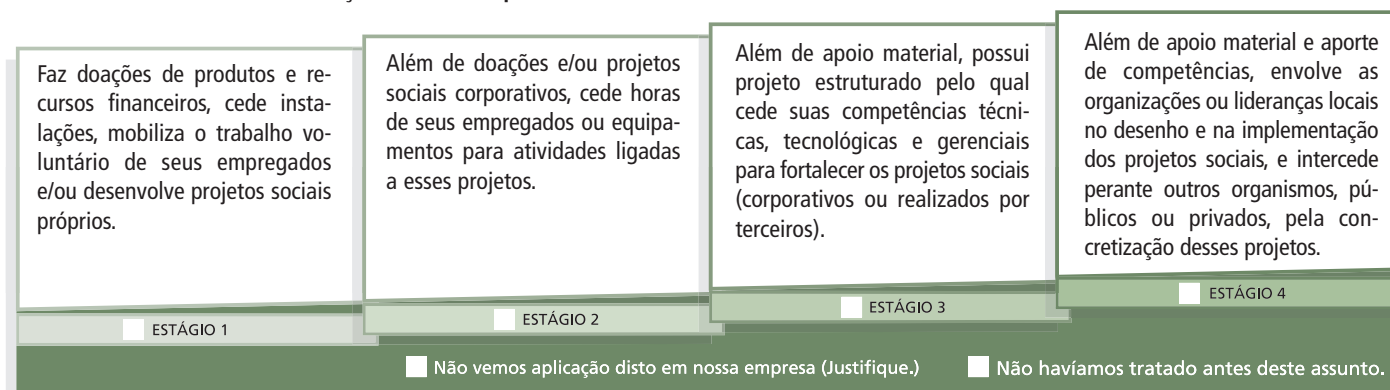 Faz doações de produtos e re-
cursos financeiros, cede insta-
lações, mobiliza o trabalho vo-
luntário de seus empregados
e/ou desenvolve projetos sociais
próprios.
ESTÁGIO 1
Além de doações e/ou projetos
sociais corporativos, cede horas
de seus empregados ou equipa-
mentos para atividades ligadas
a esses projetos.
ESTÁGIO 2
Além de apoio material, possui
projeto estruturado pelo qual
cede suas competências técni-
cas, tecnológicas e gerenciais
para fortalecer os projetos sociais
(corporativos ou realizados por
terceiros).
ESTÁGIO 3
Além de apoio material e aporte
de competências, envolve as
organizações ou lideranças locais
no desenho e na implementação
dos projetos sociais, e intercede
perante outros organismos, pú-
blicos ou privados, pela con-
cretização desses projetos.
ESTÁGIO 4
Não vemos aplicação disto em nossa empresa (Justifique.)
Não havíamos tratado antes deste assunto.